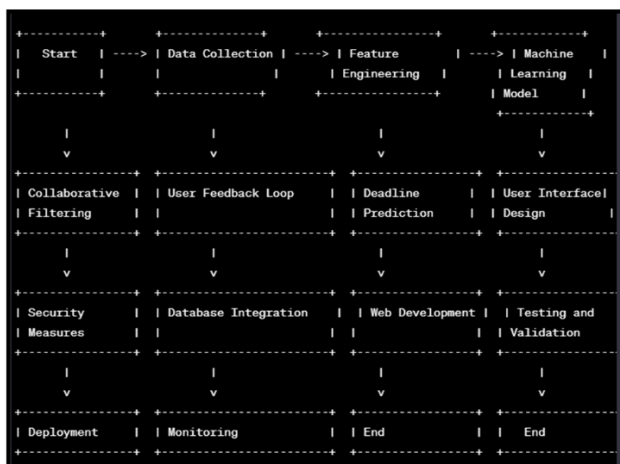 Start ----> Data Collection ----> Feature ----> Machine
Engineering Learning
Model
v v v v
Collaborative User Feedback Loop Deadline User Interface
Filtering Prediction Design
v v v v
Security Database Integration Web Development Testing and
Measures Validation
v v v v
Deployment Monitoring End End